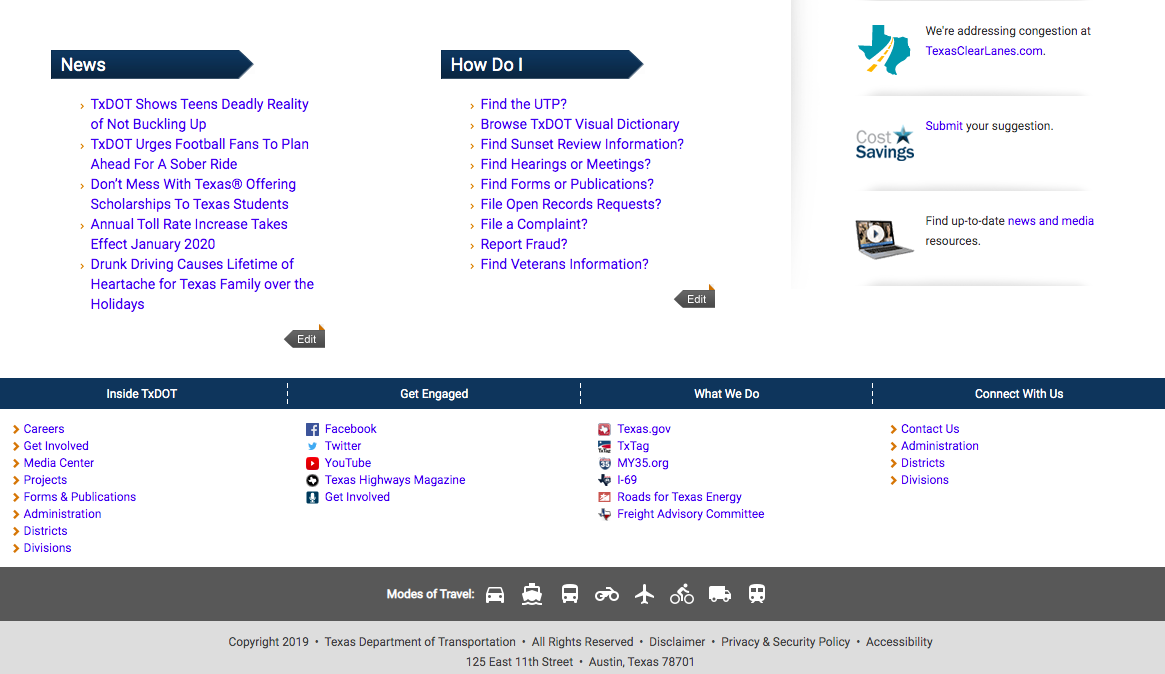 News
TxDOT Shows Teens Deadly Reality
of Not Buckling Up
TxDOT Urges Football Fans To Plan
Ahead For A Sober Ride
Don’t Mess With Texas® Offering
Scholarships To Texas Students
Annual Toll Rate Increase Takes
Effect January 2020
Drunk Driving Causes Lifetime of
Heartache for Texas Family over the
Holidays
Edit
How Do I
Find the UTP?
Browse TxDOT Visual Dictionary
Find Sunset Review Information?
Find Hearings or Meetings?
Find Forms or Publications?
File Open Records Requests?
File a Complaint?
Report Fraud?
Find Veterans Information?
Edit
We're addressing congestion at
TexasClearLanes.com.
Cost
Savings
Submit your suggestion.
Find up-to-date news and media
resources.
Inside TxDOT
Careers
Get Involved
Media Center
Projects
Forms & Publications
Administration
Districts
Divisions
Get Engaged
Facebook
Twitter
YouTube
Texas Highways Magazine
Get Involved
What We Do
Texas.gov
TxTag
MY35.org
I-69
Roads for Texas Energy
Freight Advisory Committee
Connect With Us
Contact Us
Administration
Districts
Divisions
Modes of Travel:
Copyright 2019 • Texas Department of Transportation • All Rights Reserved • Disclaimer • Privacy & Security Policy • Accessibility
125 East 11th Street • Austin, Texas 78701